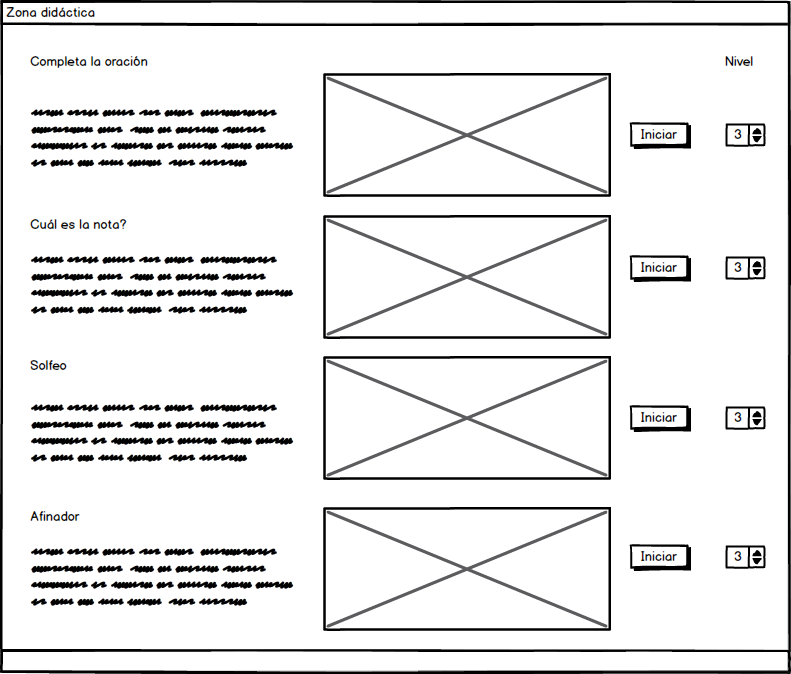 Zona didáctica
Completa la oración
Nivel
Iniciar
3
Cuál es la nota?
Iniciar
3
Solfeo
Iniciar
3
Afinador
Iniciar
3